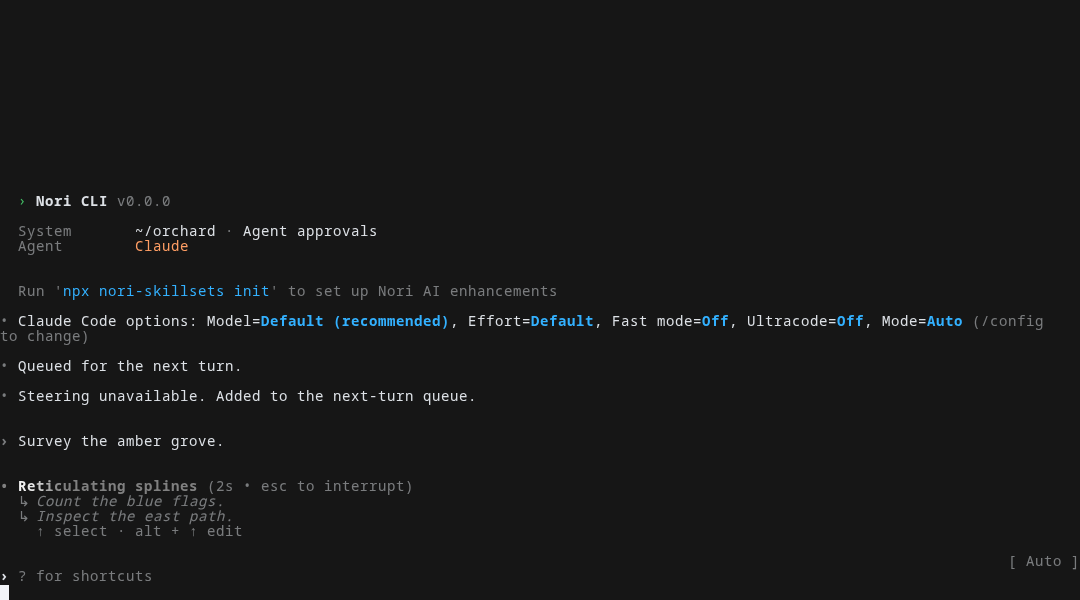 › Nori CLI v0.0.0
System ~/orchard · Agent approvals
Agent Claude
Run 'npx nori-skillsets init' to set up Nori AI enhancements
• Claude Code options: Model=Default (recommended), Effort=Default, Fast mode=Off, Ultracode=Off, Mode=Auto (/config
to change)
• Queued for the next turn.
• Steering unavailable. Added to the next-turn queue.
› Survey the amber grove.
• Reticulating splines (2s • esc to interrupt)
↳ Count the blue flags.
↳ Inspect the east path.
↑ select · alt + ↑ edit
[ Auto ]
› ? for shortcuts